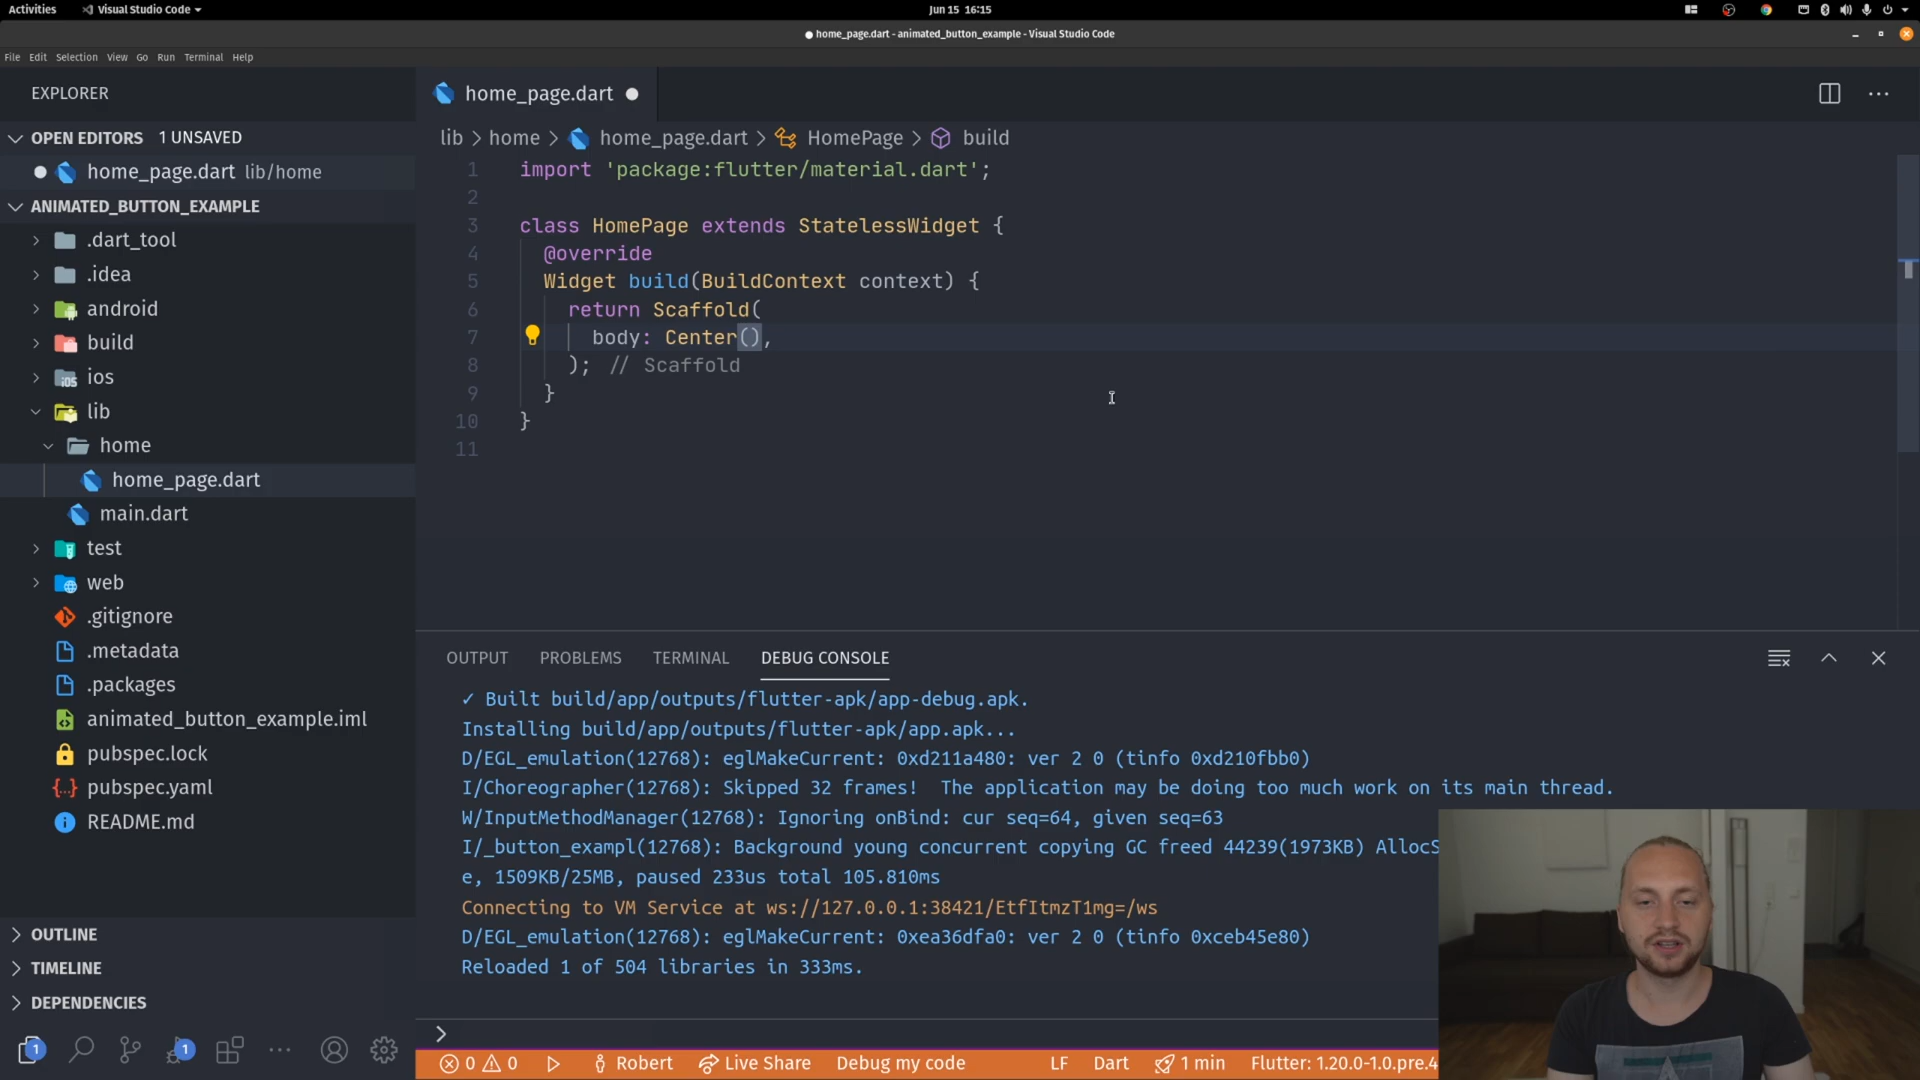 Activities
Visual Studio Code
Jun 15 16:15
home_page.dart - animated_button_example - Visual Studio Code
File Edit Selection View Go Run Terminal Help
EXPLORER
OPEN EDITORS 1 UNSAVED
home_page.dart lib/home
ANIMATED_BUTTON_EXAMPLE
.dart_tool
.idea
android
build
ios
lib
home
home_page.dart
main.dart
test
web
.gitignore
.metadata
.packages
animated_button_example.iml
pubspec.lock
pubspec.yaml
README.md
OUTLINE
TIMELINE
DEPENDENCIES
1
1
home_page.dart
lib > home > home_page.dart > HomePage > build
1 import 'package:flutter/material.dart';
2
3 class HomePage extends StatelessWidget {
4 @override
5 Widget build(BuildContext context) {
6 return Scaffold(
7 body: Center(),
8 ); // Scaffold
9 }
10 }
11
OUTPUT PROBLEMS TERMINAL DEBUG CONSOLE
✓ Built build/app/outputs/flutter-apk/app-debug.apk.
Installing build/app/outputs/flutter-apk/app.apk...
D/EGL_emulation(12768): eglMakeCurrent: 0xd211a480: ver 2 0 (tinfo 0xd210fbb0)
I/Choreographer(12768): Skipped 32 frames! The application may be doing too much work on its main thread.
W/InputMethodManager(12768): Ignoring onBind: cur seq=64, given seq=63
I/_button_exampl(12768): Background young concurrent copying GC freed 44239(1973KB) AllocS
e, 1509KB/25MB, paused 233us total 105.810ms
Connecting to VM Service at ws://127.0.0.1:38421/EtfItmzT1mg=/ws
D/EGL_emulation(12768): eglMakeCurrent: 0xea36dfa0: ver 2 0 (tinfo 0xceb45e80)
Reloaded 1 of 504 libraries in 333ms.
>
0 0 Robert Live Share Debug my code LF Dart 1 min Flutter: 1.20.0-1.0.pre.4